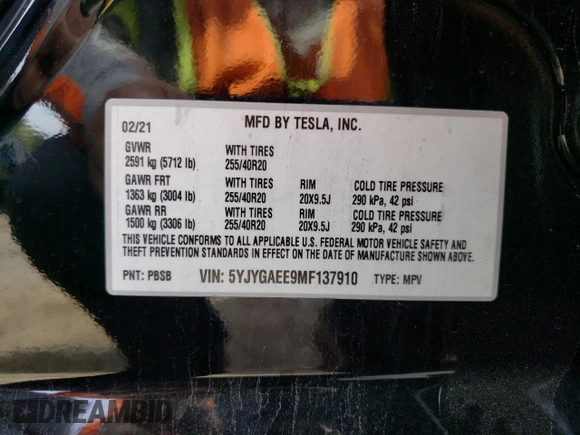 02/21 MFD BY TESLA, INC.
GVWR WITH TIRES
2591 kg (5712 lb) 255/40R20
GAWR FRT WITH TIRES RIM COLD TIRE PRESSURE
1363 kg (3004 lb) 255/40R20 20X9.5J 290 kPa, 42 psi
GAWR RR WITH TIRES RIM COLD TIRE PRESSURE
1500 kg (3306 lb) 255/40R20 20X9.5J 290 kPa, 42 psi
THIS VEHICLE CONFORMS TO ALL APPLICABLE U.S. FEDERAL MOTOR VEHICLE SAFETY AND
THEFT PREVENTION STANDARDS IN EFFECT ON THE DATE OF MANUFACTURE SHOWN ABOVE.
PNT: PBSB VIN: 5YJYGAEE9MF137910 TYPE: MPV
DREAMBID